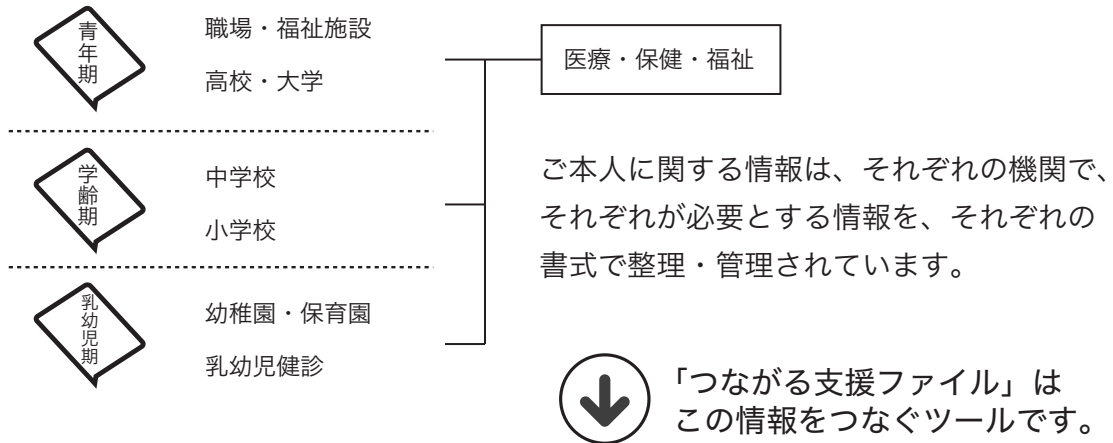 青年期
職場・福祉施設
高校・大学
医療・保健・福祉
学齢期
中学校
小学校
乳幼児期
幼稚園・保育園
乳幼児健診
ご本人に関する情報は、それぞれの機関で、
それぞれが必要とする情報を、それぞれの
書式で整理・管理されています。
「つながる支援ファイル」は
この情報をつなぐツールです。